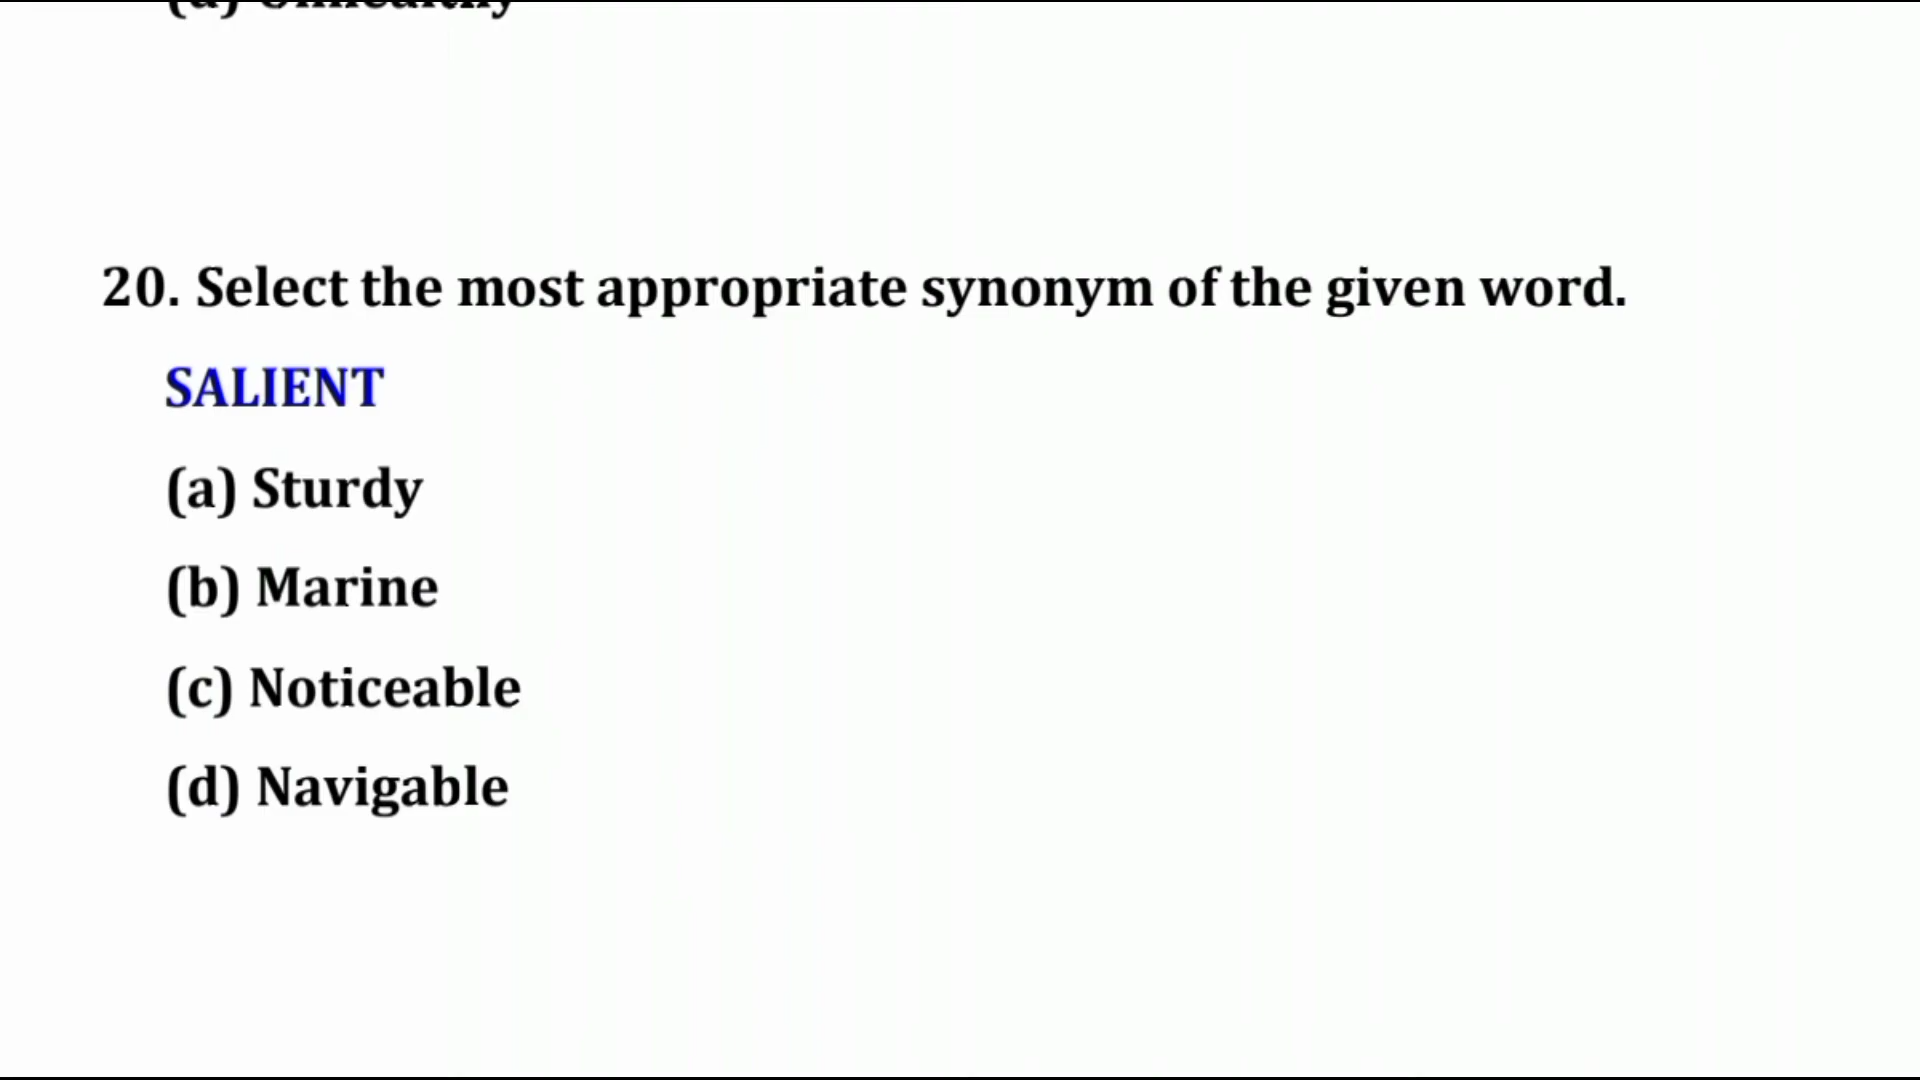 20. Select the most appropriate synonym of the given word.
SALIENT
(a) Sturdy
(b) Marine
(c) Noticeable
(d) Navigable